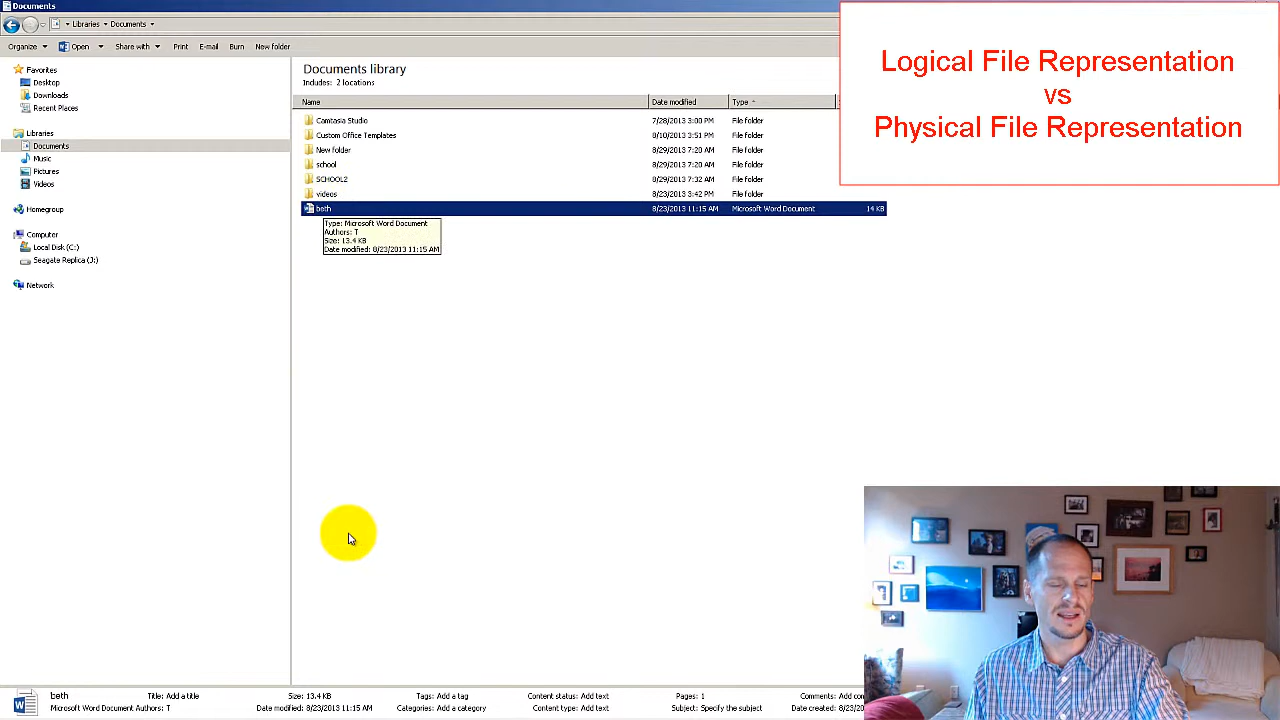 Documents
Libraries Documents
Organize Open Share with Print E-mail Burn New folder
Logical File Representation
vs
Physical File Representation
Favorites
Desktop
Downloads
Recent Places
Libraries
Documents
Music
Pictures
Videos
Homegroup
Computer
Local Disk (C:)
Seagate Replica (J:)
Network
Documents library
Includes: 2 locations
Name Date modified Type
Camtasia Studio 7/28/2013 3:00 PM File folder
Custom Office Templates 8/10/2013 3:51 PM File folder
New folder 8/29/2013 7:20 AM File folder
school 8/29/2013 7:20 AM File folder
SCHOOL2 8/29/2013 7:32 AM File folder
videos 8/23/2013 3:42 PM File folder
beth 8/23/2013 11:15 AM Microsoft Word Document 14 KB
Type: Microsoft Word Document
Authors: T
Size: 13.4 KB
Date modified: 8/23/2013 11:15 AM
beth Title: Add a title Size: 13.4 KB Tags: Add a tag Content status: Add text Pages: 1
Microsoft Word Document Authors: T Date modified: 8/23/2013 11:15 AM Categories: Add a category Content type: Add text Subject: Specify the subject